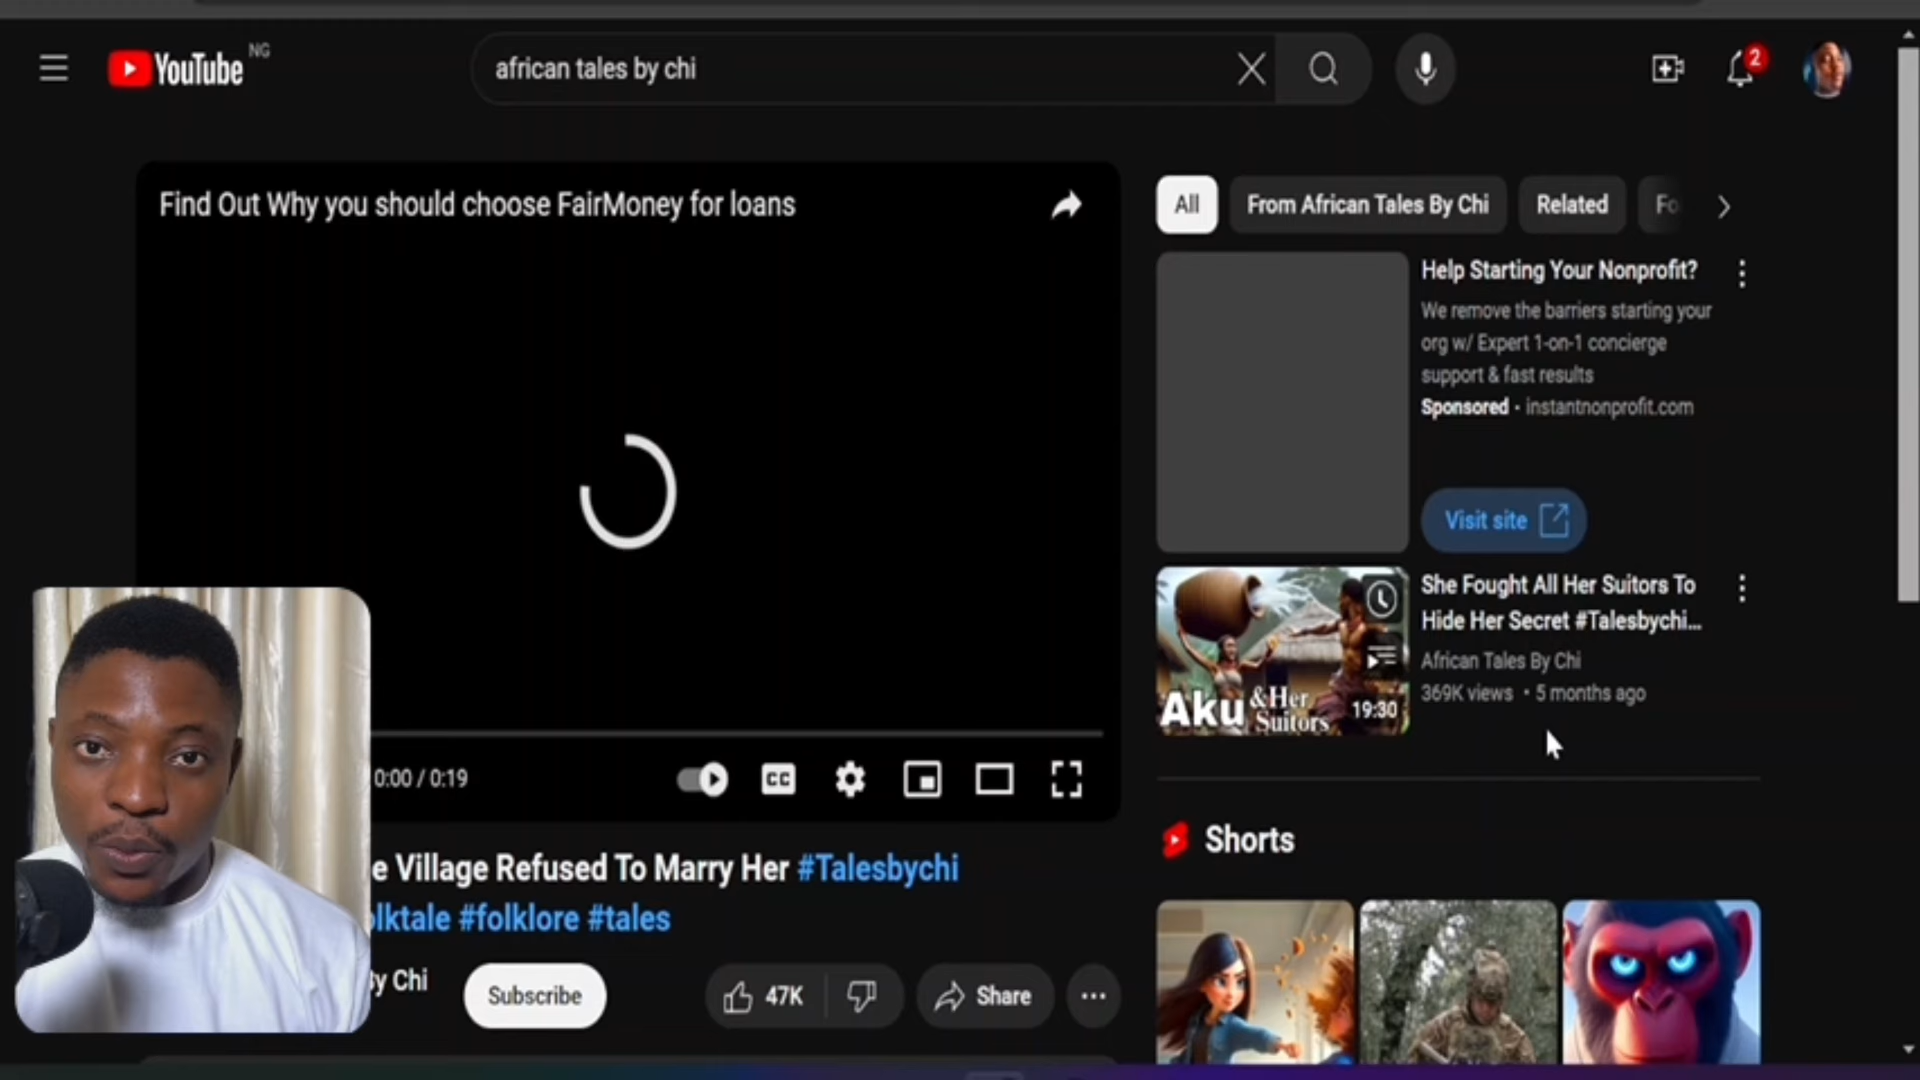 YouTube NG
african tales by chi
2
Find Out Why you should choose FairMoney for loans
0:00 / 0:19
CC
e Village Refused To Marry Her #Talesbychi
olktale #folklore #tales
By Chi
Subscribe
47K
Share
All
From African Tales By Chi
Related
Fo
Help Starting Your Nonprofit?
We remove the barriers starting your
org w/ Expert 1-on-1 concierge
support & fast results
Sponsored · instantnonprofit.com
Visit site
Aku &Her
Suitors
19:30
She Fought All Her Suitors To
Hide Her Secret #Talesbychi...
African Tales By Chi
369K views · 5 months ago
Shorts